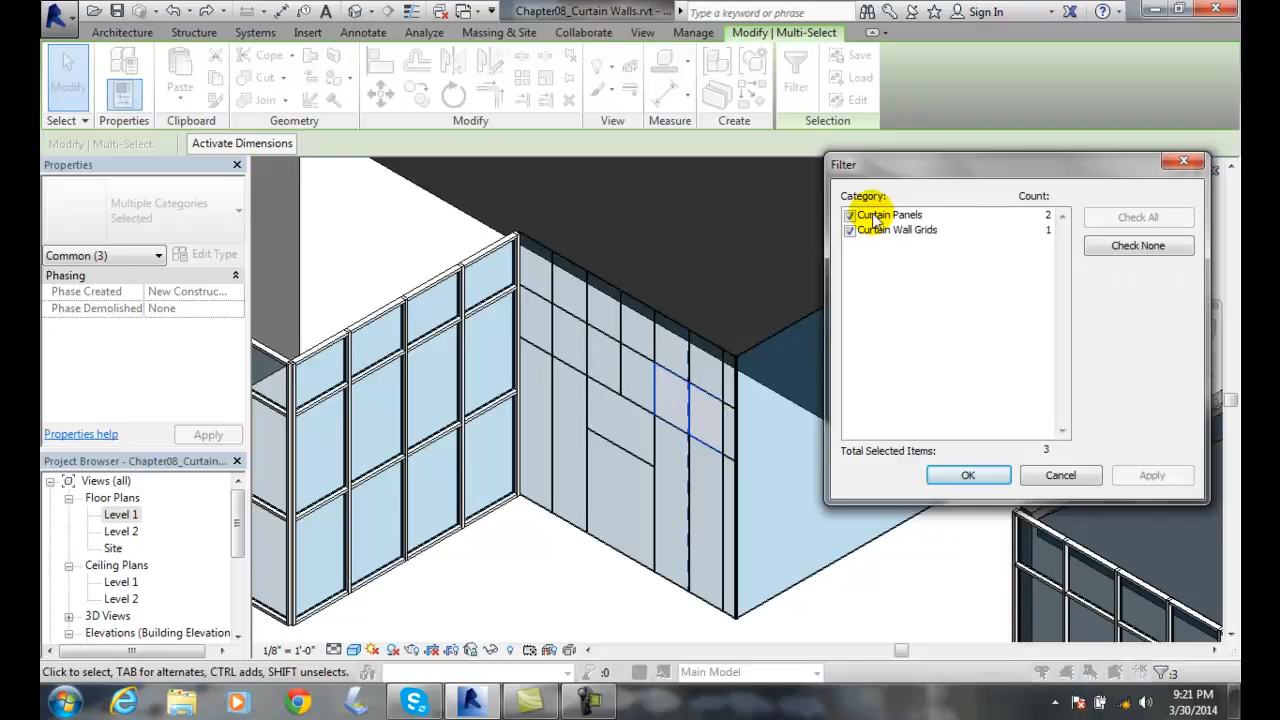 Chapter08_Curtain Walls.rvt - ...
Type a keyword or phrase
Sign In
Architecture
Structure
Systems
Insert
Annotate
Analyze
Massing & Site
Collaborate
View
Manage
Modify | Multi-Select
Modify
Paste
Cope
Cut
Join
Filter
Save
Load
Edit
Select
Properties
Clipboard
Geometry
Modify
View
Measure
Create
Selection
Modify | Multi-Select
Activate Dimensions
Properties
Multiple Categories
Selected
Common (3)
Edit Type
Phasing
Phase Created
New Construc...
Phase Demolished
None
Properties help
Apply
Project Browser - Chapter08_Curtain...
Views (all)
Floor Plans
Level 1
Level 2
Site
Ceiling Plans
Level 1
Level 2
3D Views
Elevations (Building Elevation
Filter
Category:
Count:
Curtain Panels
2
Curtain Wall Grids
1
Check All
Check None
Total Selected Items:
3
OK
Cancel
Apply
1/8" = 1'-0"
Click to select, TAB for alternates, CTRL adds, SHIFT unselects.
:0
Main Model
:3
9:21 PM
3/30/2014